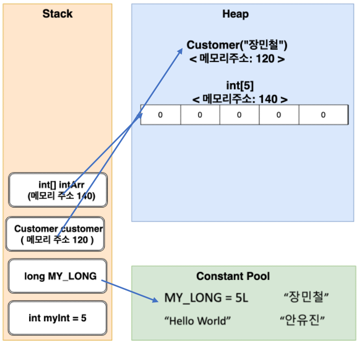 Stack
Heap
Customer("장민철")
< 메모리주소: 120 >
int[5]
< 메모리주소: 140 >
0 0 0 0 0
int[] intArr
(메모리 주소 140)
Customer customer
( 메모리 주소 120 )
long MY_LONG
int myInt = 5
Constant Pool
MY_LONG = 5L “장민철”
“Hello World” “안유진”